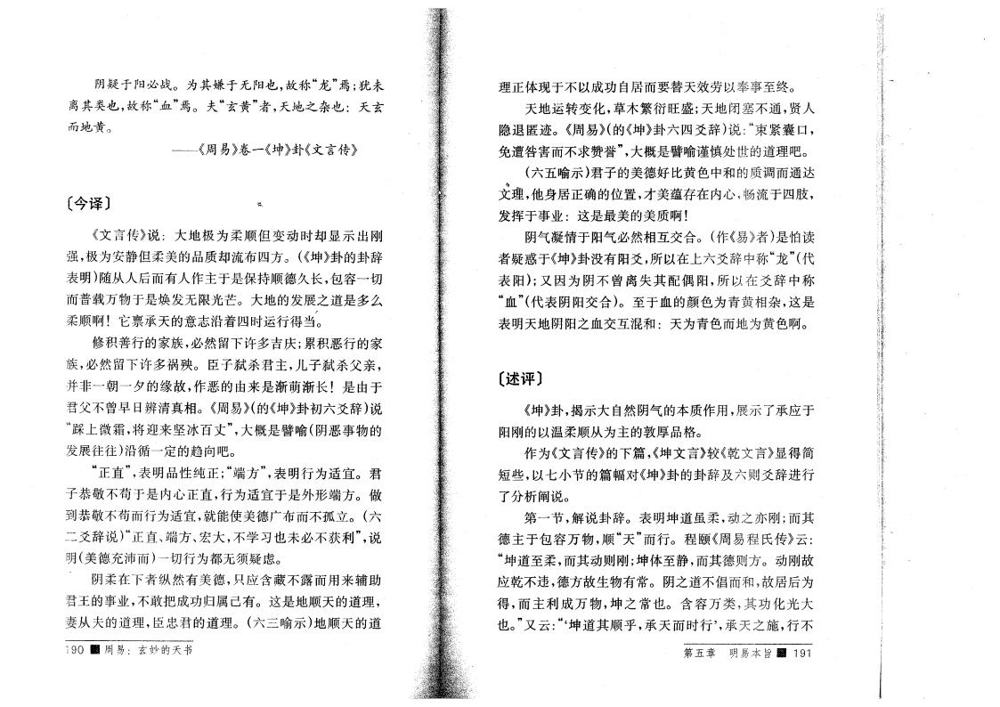 阴疑于阳必战。为其嫌于无阳也,故称“龙”焉;犹未
离其类也,故称“血”焉。夫“玄黄”者,天地之杂也: 天玄
而地黄。
——《周易》卷一《坤》卦《文言传》
〔今译〕
《文言传》说: 大地极为柔顺但变动时却显示出刚
强,极为安静但柔美的品质却流布四方。(《坤》卦的卦辞
表明)随从人后而有人作主于是保持顺德久长,包容一切
而普载万物于是焕发无限光芒。大地的发展之道是多么
柔顺啊! 它禀承天的意志沿着四时运行得当。
修积善行的家族,必然留下许多吉庆;累积恶行的家
族,必然留下许多祸殃。臣子弑杀君主,儿子弑杀父亲,
并非一朝一夕的缘故,作恶的由来是渐萌渐长! 是由于
君父不曾早日辨清真相。《周易》(的《坤》卦初六爻辞)说
“踩上微霜,将迎来坚冰百丈”,大概是譬喻(阴恶事物的
发展往往)沿循一定的趋向吧。
“正直”,表明品性纯正;“端方”,表明行为适宜。君
子恭敬不苟于是内心正直,行为适宜于是外形端方。做
到恭敬不苟而行为适宜,就能使美德广布而不孤立。(六
二爻辞说)“正直、端方、宏大,不学习也未必不获利”,说
明(美德充沛而)一切行为都无须疑虑。
阴柔在下者纵然有美德,只应含藏不露而用来辅助
君王的事业,不敢把成功归属己有。这是地顺天的道理,
妻从夫的道理,臣忠君的道理。(六三喻示)地顺天的道
190 周易: 玄妙的天书
理正体现于不以成功自居而要替天效劳以奉事至终。
天地运转变化,草木繁衍旺盛;天地闭塞不通,贤人
隐退匿迹。《周易》(的《坤》卦六四爻辞)说:“束紧囊口,
免遭咎害而不求赞誉”,大概是譬喻谨慎处世的道理吧。
(六五喻示)君子的美德好比黄色中和的质调而通达
文理,他身居正确的位置,才美蕴存在内心,畅流于四肢,
发挥于事业: 这是最美的美质啊!
阴气凝情于阳气必然相互交合。(作《易》者)是怕读
者疑惑于《坤》卦没有阳爻,所以在上六爻辞中称“龙”(代
表阳);又因为阴不曾离失其配偶阳,所以在爻辞中称
“血”(代表阴阳交合)。至于血的颜色为青黄相杂,这是
表明天地阴阳之血交互混和: 天为青色而地为黄色啊。
〔述评〕
《坤》卦,揭示大自然阴气的本质作用,展示了承应于
阳刚的以温柔顺从为主的敦厚品格。
作为《文言传》的下篇,《坤文言》较《乾文言》显得简
短些,以七小节的篇幅对《坤》卦的卦辞及六则爻辞进行
了分析阐说。
第一节,解说卦辞。表明坤道虽柔,动之亦刚;而其
德主于包容万物,顺“天”而行。程颐《周易程氏传》云:
“坤道至柔,而其动则刚;坤体至静,而其德则方。动刚故
应乾不违,德方故生物有常。阴之道不倡而和,故居后为
得,而主利成万物,坤之常也。含容万类,其功化光大
也。”又云:“‘坤道其顺乎,承天而时行’,承天之施,行不
第五章 明易本旨 191